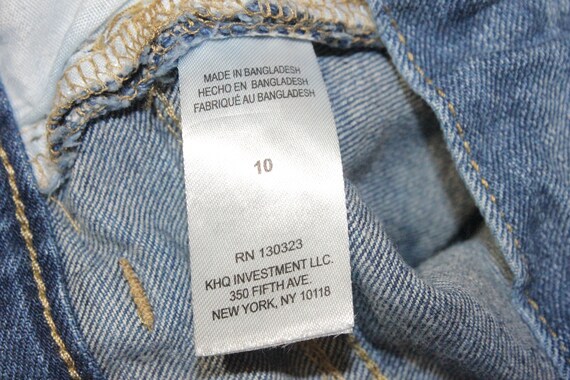 MADE IN BANGLADESH
HECHO EN BANGLADESH
FABRIQUÉ AU BANGLADESH
10
RN 130323
KHQ INVESTMENT LLC.
350 FIFTH AVE.
NEW YORK, NY 10118